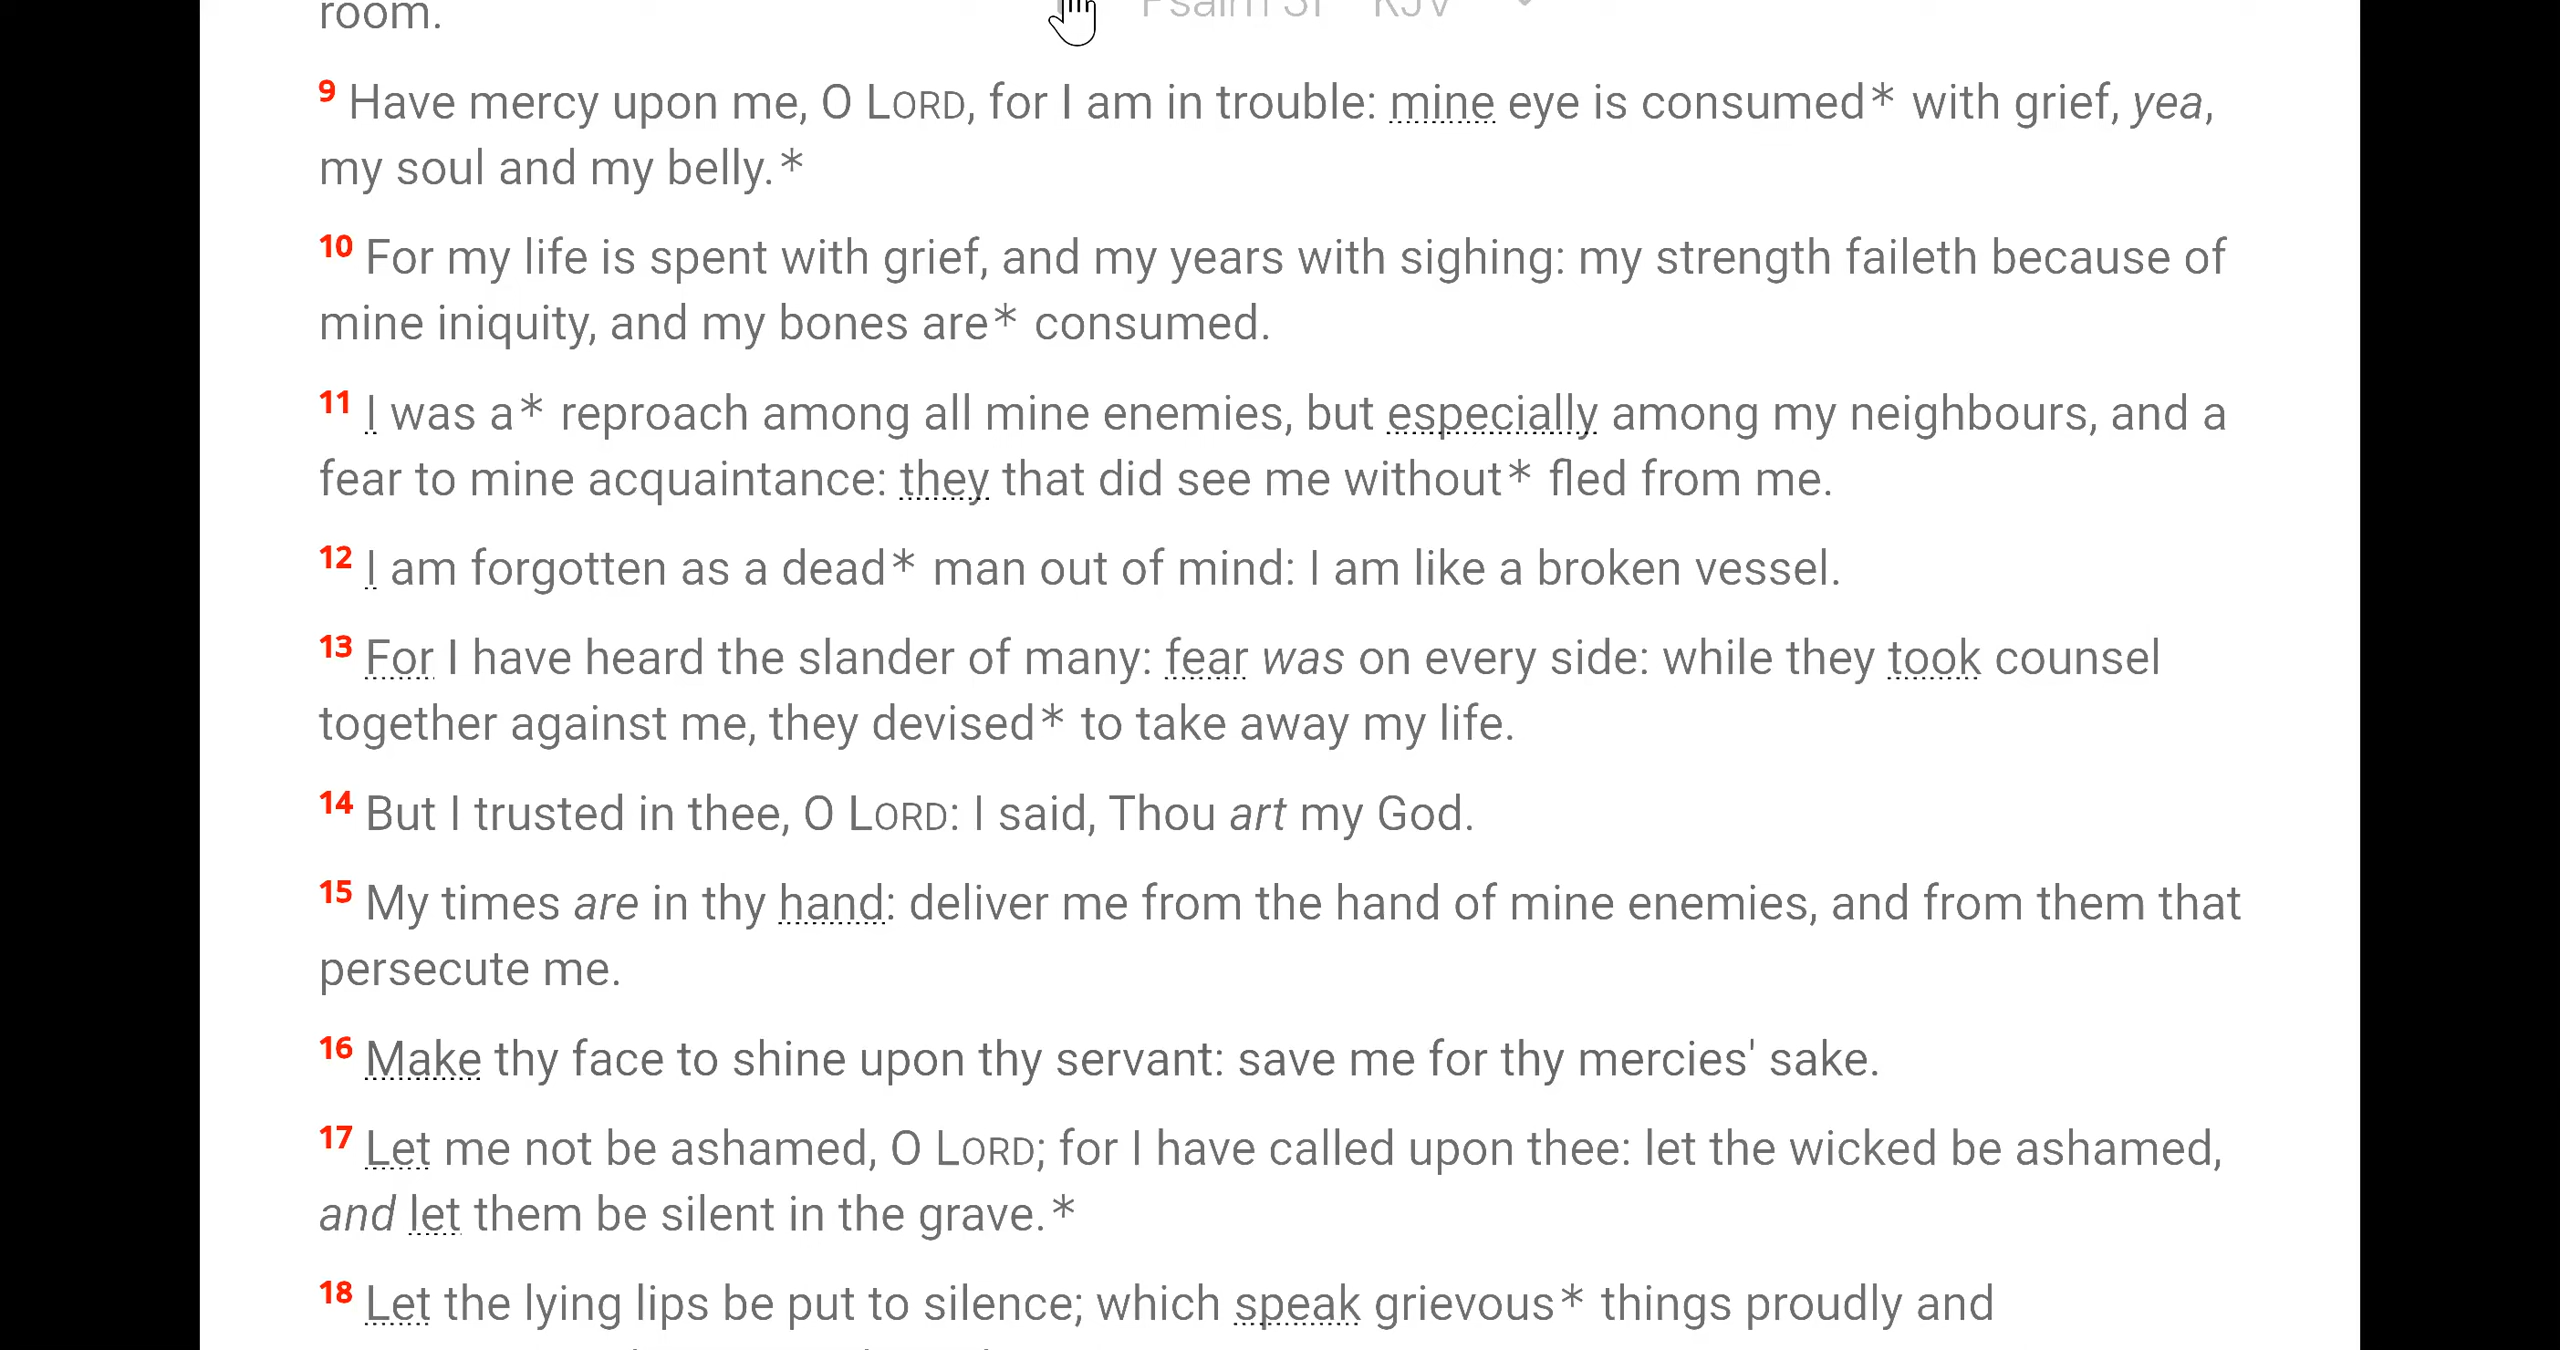 room.
Psalm 31 KJV
9 Have mercy upon me, O LORD, for I am in trouble: mine eye is consumed* with grief, yea,
my soul and my belly.*
10 For my life is spent with grief, and my years with sighing: my strength faileth because of
mine iniquity, and my bones are* consumed.
11 I was a* reproach among all mine enemies, but especially among my neighbours, and a
fear to mine acquaintance: they that did see me without* fled from me.
12 I am forgotten as a dead* man out of mind: I am like a broken vessel.
13 For I have heard the slander of many: fear was on every side: while they took counsel
together against me, they devised* to take away my life.
14 But I trusted in thee, O LORD: I said, Thou art my God.
15 My times are in thy hand: deliver me from the hand of mine enemies, and from them that
persecute me.
16 Make thy face to shine upon thy servant: save me for thy mercies' sake.
17 Let me not be ashamed, O LORD; for I have called upon thee: let the wicked be ashamed,
and let them be silent in the grave.*
18 Let the lying lips be put to silence; which speak grievous* things proudly and